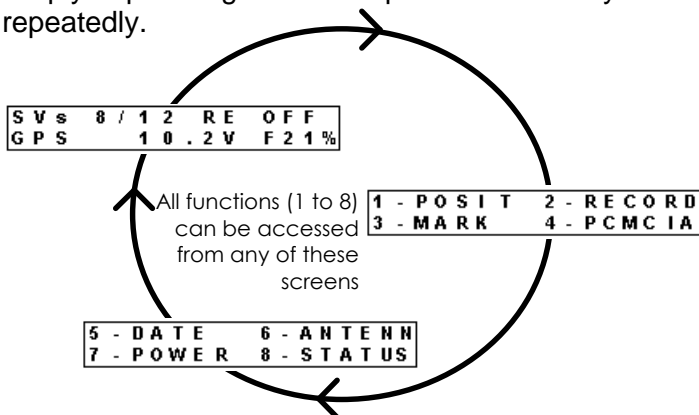 repeatedly.
SVs 8/12 RE OFF
GPS 10.2V F21%
All functions (1 to 8)
can be accessed
from any of these
screens
1 - POSIT 2 - RECORD
3 - MARK 4 - PCMCIA
5 - DATE 6 - ANTENN
7 - POWER 8 - STATUS